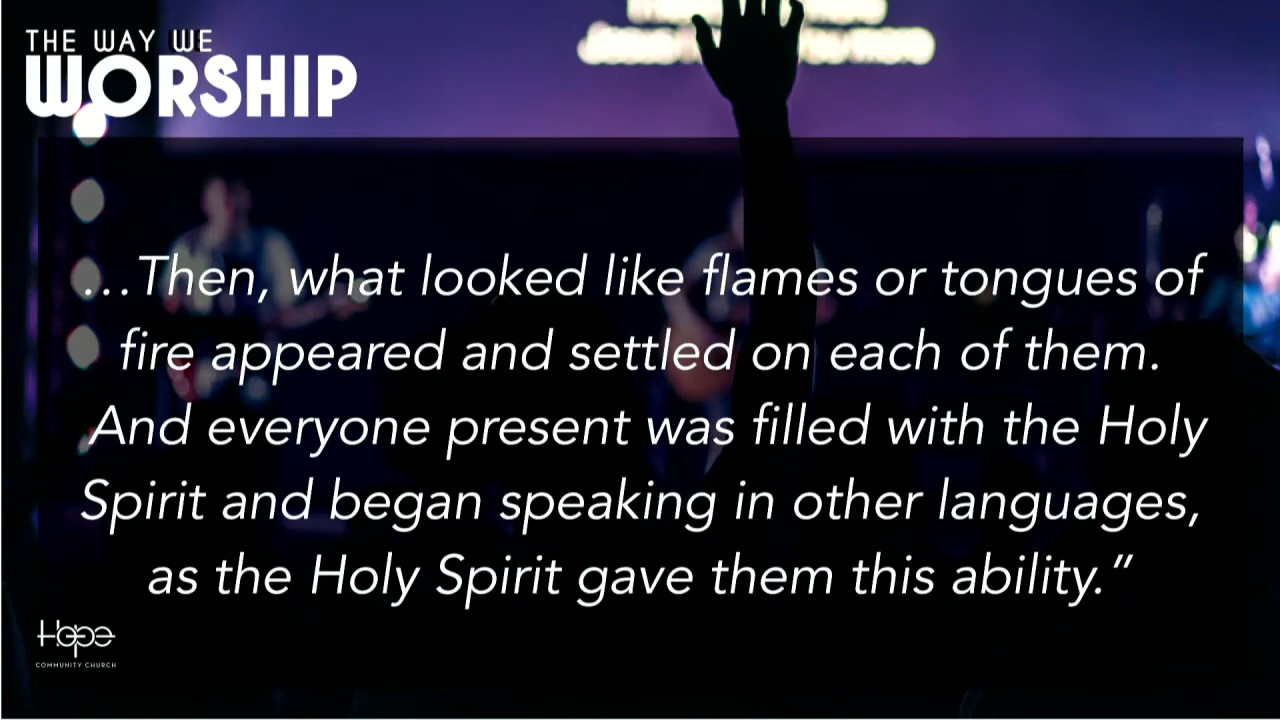 THE WAY WE
WORSHIP
Jesus
...Then, what looked like flames or tongues of
fire appeared and settled on each of them.
And everyone present was filled with the Holy
Spirit and began speaking in other languages,
as the Holy Spirit gave them this ability.”
Hope
COMMUNITY CHURCH